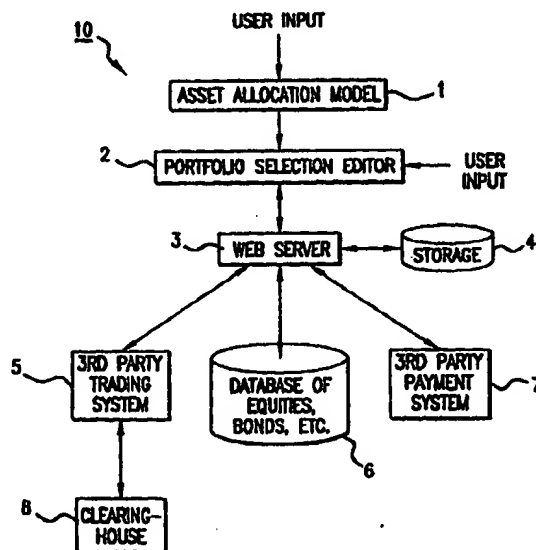 USER INPUT
10
ASSET ALLOCATION MODEL
1
2
PORTFOLIO SELECTION EDITOR
USER
INPUT
3
WEB SERVER
STORAGE
4
5
3RD PARTY
TRADING
SYSTEM
DATABASE OF
EQUITIES,
BONDS, ETC.
6
3RD PARTY
PAYMENT
SYSTEM
7
8
CLEARING-
HOUSE